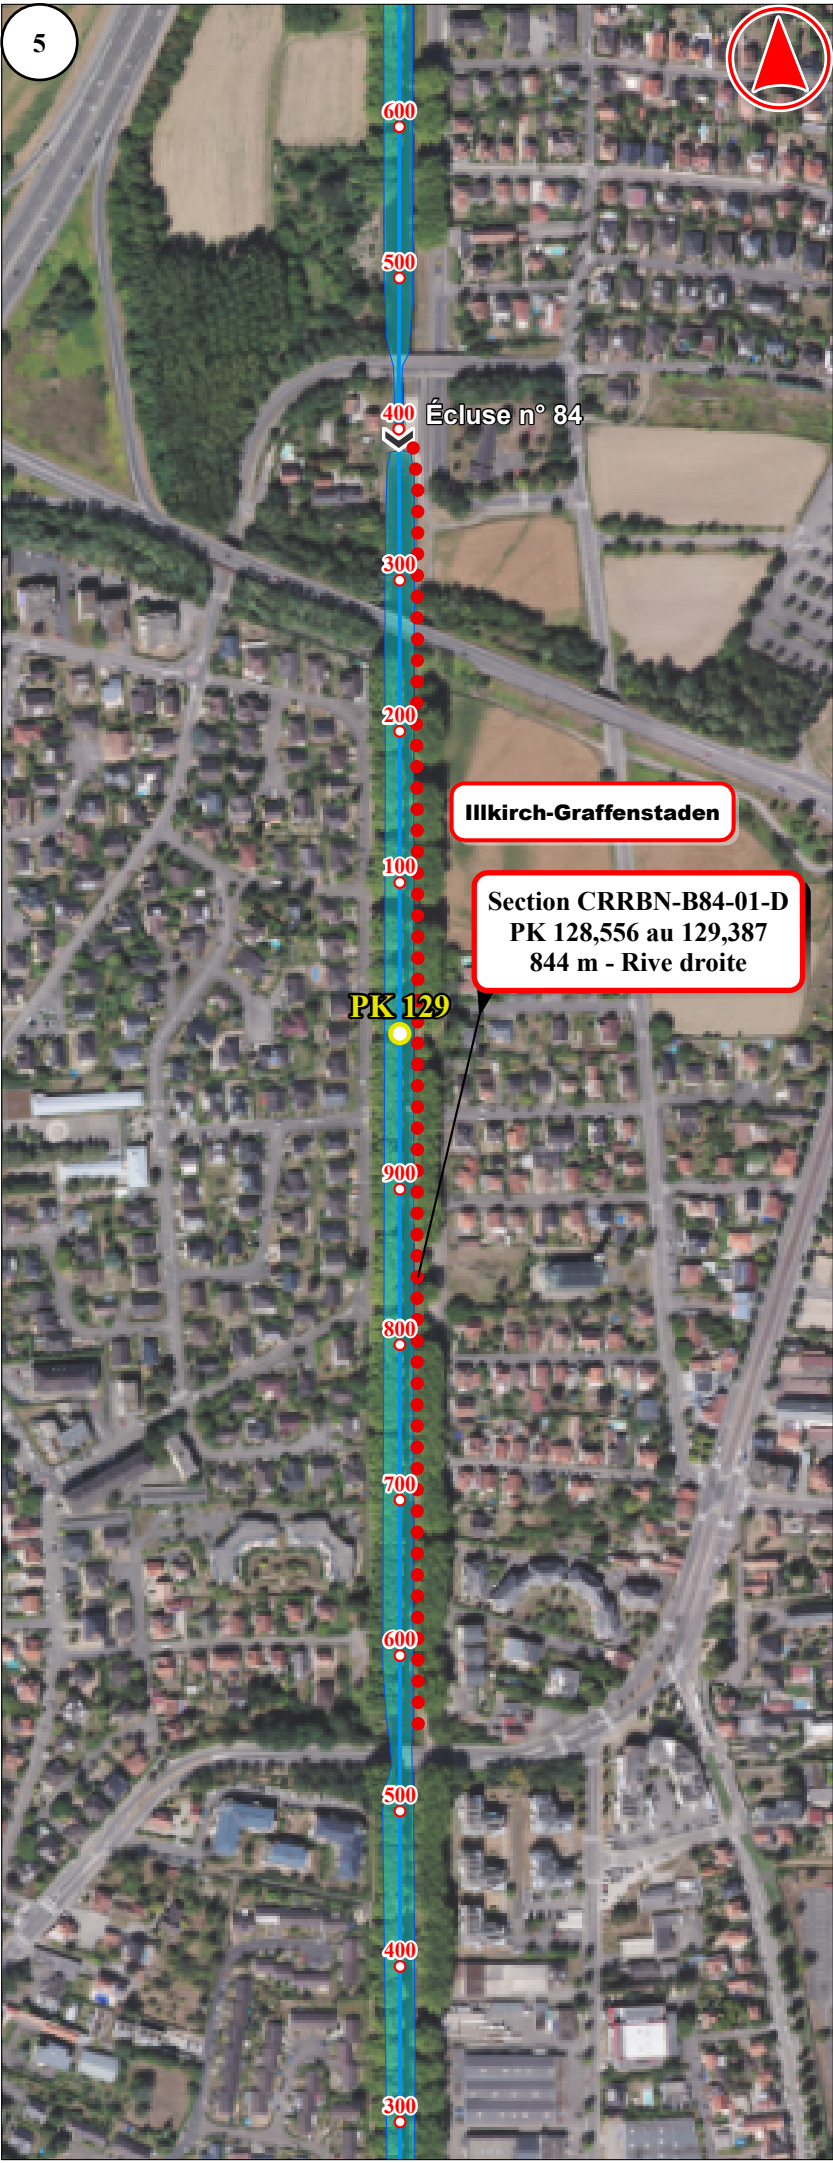 5
600
500
400
Écluse n° 84
300
200
Illkirch-Graffenstaden
100
Section CRRBN-B84-01-D
PK 128,556 au 129,387
844 m - Rive droite
PK 129
900
800
700
600
500
400
300